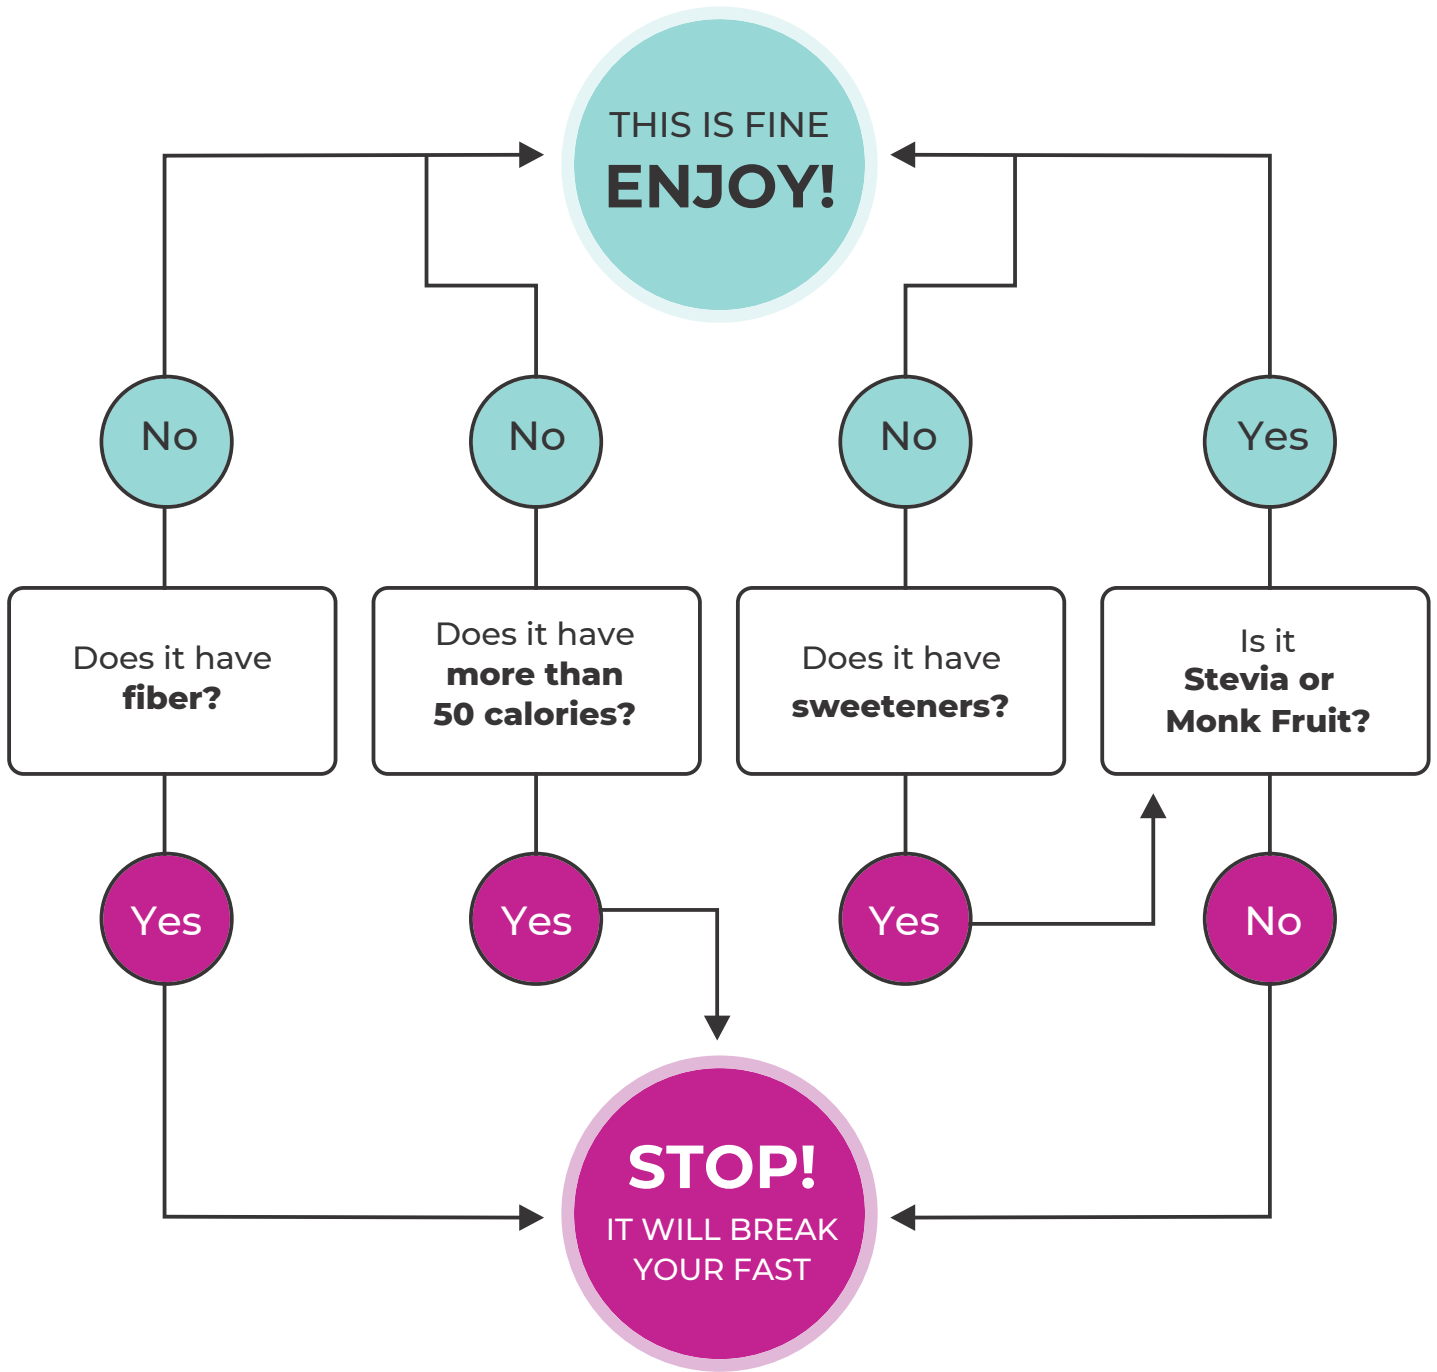 THIS IS FINE
ENJOY!
No
No
No
Yes
Does it have
fiber?
Does it have
more than
50 calories?
Does it have
sweeteners?
Is it
Stevia or
Monk Fruit?
Yes
Yes
Yes
No
STOP!
IT WILL BREAK
YOUR FAST